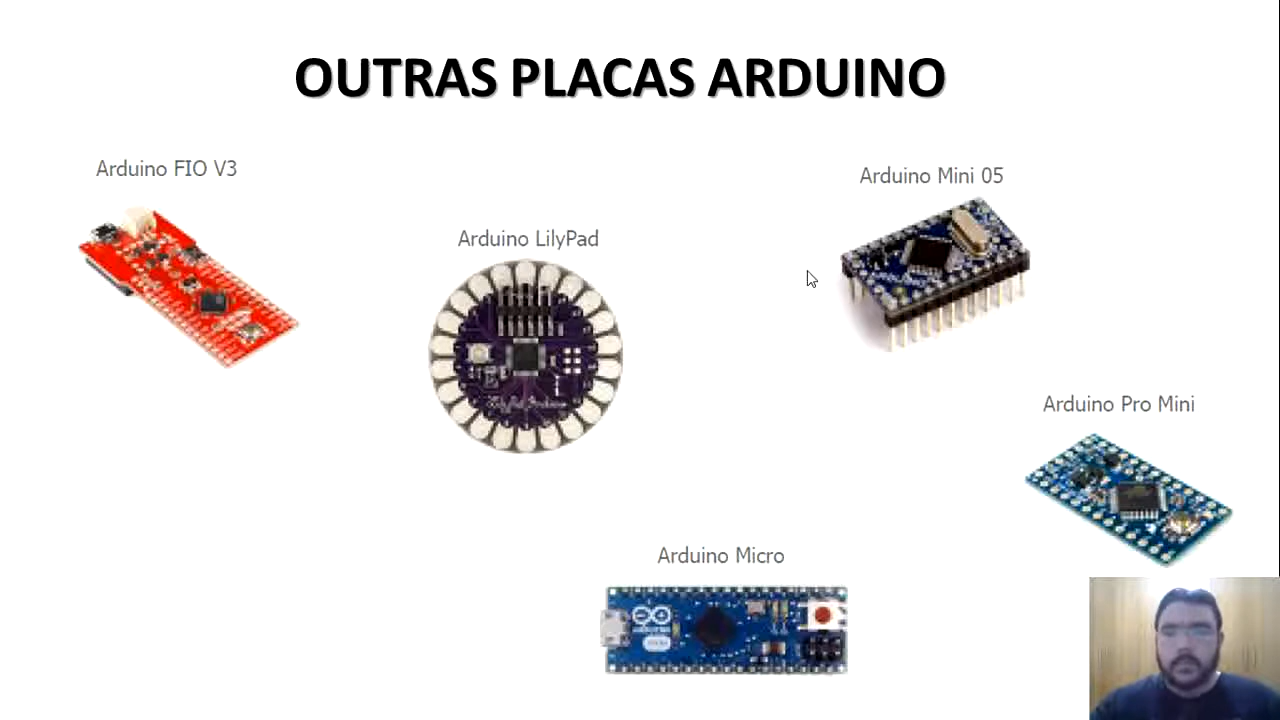 OUTRAS PLACAS ARDUINO
Arduino FIO V3
Arduino Mini 05
Arduino LilyPad
Arduino Pro Mini
Arduino Micro